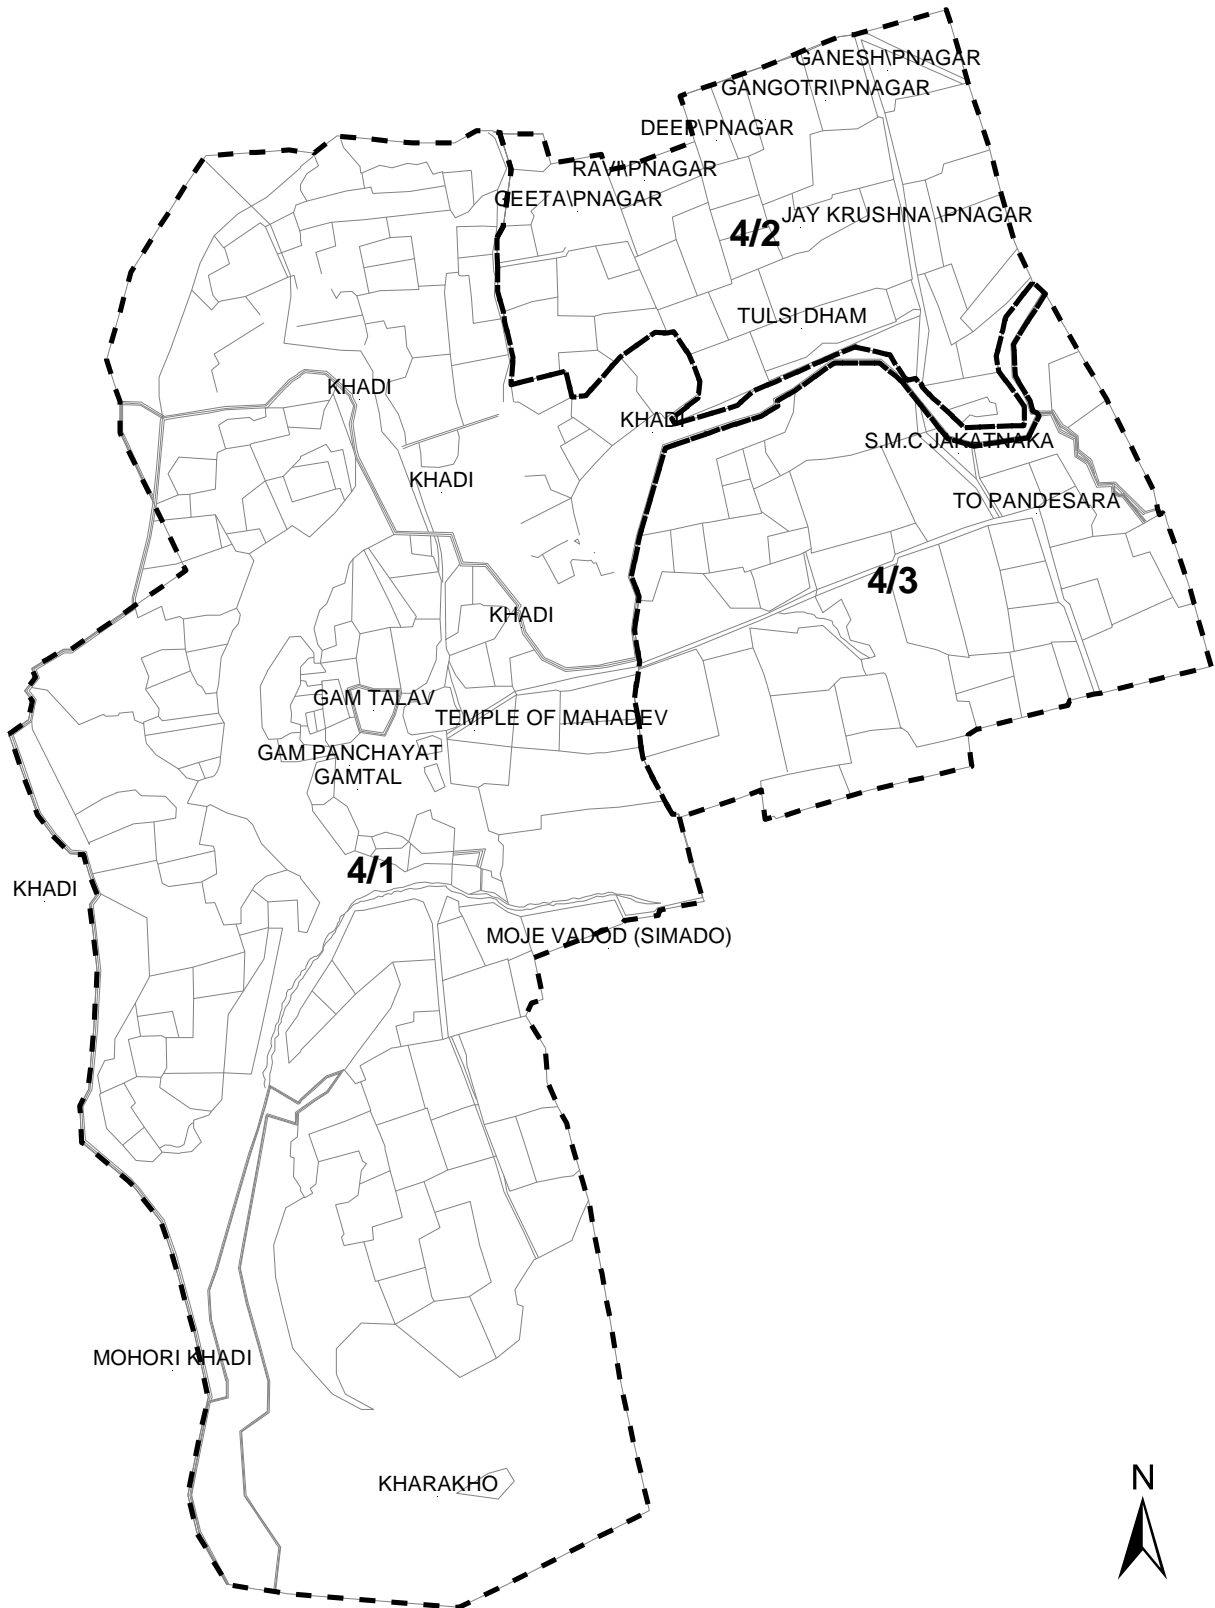 GANESH\PNAGAR
GANGOTRI\PNAGAR
DEEP\PNAGAR
RAVI\PNAGAR
GEETA\PNAGAR
JAY KRUSHNA \PNAGAR
4/2
TULSI DHAM
KHADI
KHADI
S.M.C JAKATNAKA
KHADI
TO PANDESARA
4/3
KHADI
GAM TALAV
TEMPLE OF MAHADEV
GAM PANCHAYAT
GAMTAL
4/1
KHADI
MOJE VADOD (SIMADO)
MOHORI KHADI
KHARAKHO
N